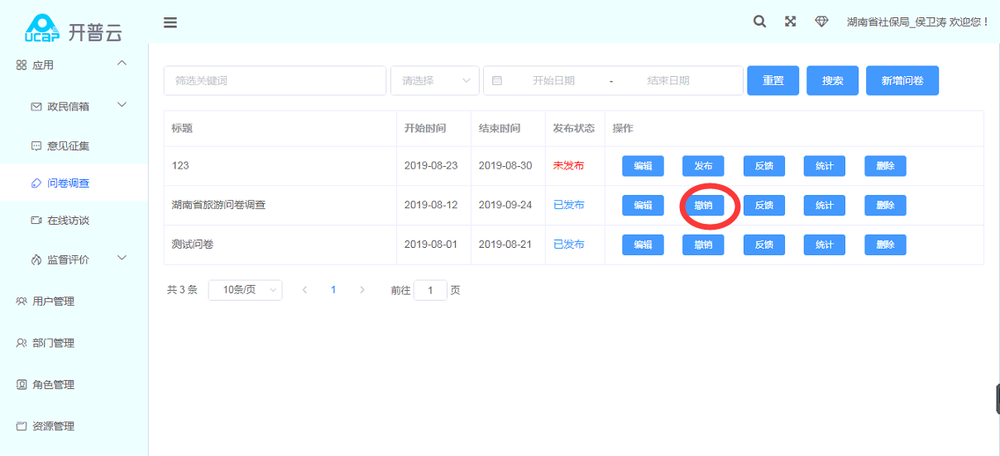 ucap 开普云
湖南省社保局_侯卫涛 欢迎您！
应用
政民信箱
意见征集
问卷调查
在线访谈
监督评价
用户管理
部门管理
角色管理
资源管理
筛选关键词 请选择 开始日期 - 结束日期 重置 搜索 新增问卷
标题 开始时间 结束时间 发布状态 操作
123 2019-08-23 2019-08-30 未发布 编辑 发布 反馈 统计 删除
湖南省旅游问卷调查 2019-08-12 2019-09-24 已发布 编辑 撤销 反馈 统计 删除
测试问卷 2019-08-01 2019-08-21 已发布 编辑 撤销 反馈 统计 删除
共 3 条 10条/页 1 前往 1 页